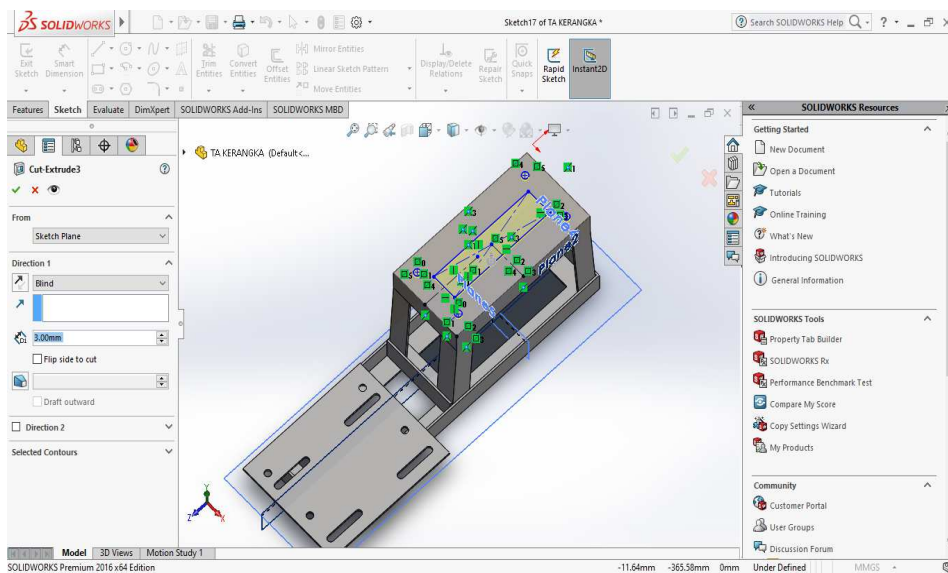 SOLIDWORKS
Sketch17 of TA KERANGKA *
Search SOLIDWORKS Help
Exit Sketch
Smart Dimension
Trim Entities
Convert Entities
Offset Entities
Mirror Entities
Linear Sketch Pattern
Move Entities
Display/Delete Relations
Repair Sketch
Quick Snaps
Rapid Sketch
Instant2D
Features Sketch Evaluate DimXpert SOLIDWORKS Add-Ins SOLIDWORKS MBD
TA KERANGKA (Default<...
Cut-Extrude3
From
Sketch Plane
Direction 1
Blind
3.00mm
Flip side to cut
Draft outward
Direction 2
Selected Contours
SOLIDWORKS Resources
Getting Started
New Document
Open a Document
Tutorials
Online Training
What's New
Introducing SOLIDWORKS
General Information
SOLIDWORKS Tools
Property Tab Builder
SOLIDWORKS Rx
Performance Benchmark Test
Compare My Score
Copy Settings Wizard
My Products
Community
Customer Portal
User Groups
Discussion Forum
Model 3D Views Motion Study 1
SOLIDWORKS Premium 2016 x64 Edition
-11.64mm -365.58mm 0mm Under Defined MMGS